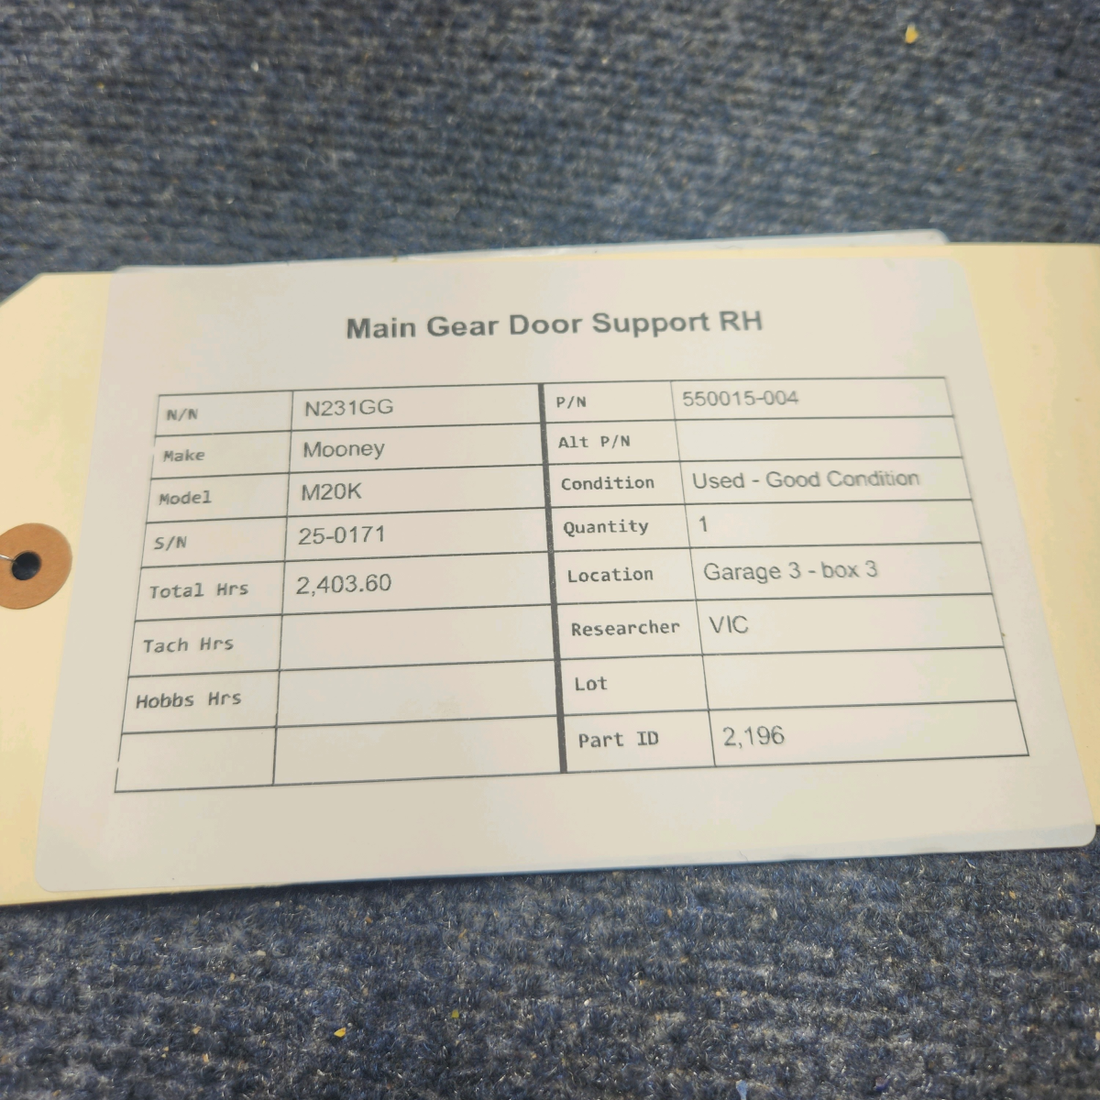 Main Gear Door Support RH
N/N N231GG P/N 550015-004
Make Mooney Alt P/N
Model M20K Condition Used - Good Condition
S/N 25-0171 Quantity 1
Total Hrs 2,403.60 Location Garage 3 - box 3
Tach Hrs Researcher VIC
Hobbs Hrs Lot
Part ID 2,196